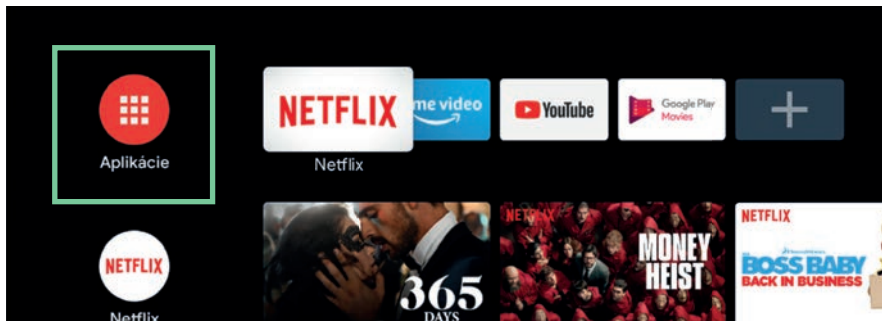 NETFLIX
me video
YouTube
Google Play
Movies
Aplikácie
Netflix
NETFLIX
Netflix
365
DAYS
NETFLIX
MONEY
HEIST
NETFLIX
DREAMWORKS
BOSS BABY
BACK IN BUSINESS